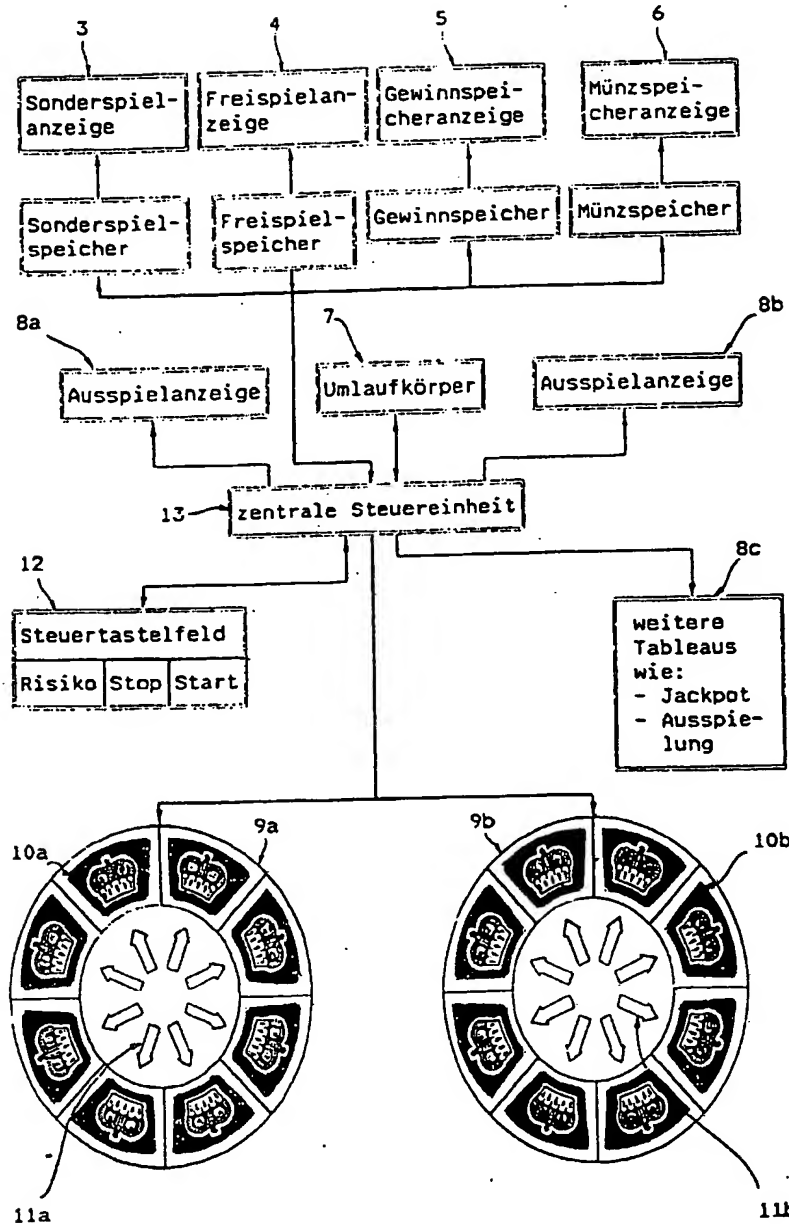 3
4
5
6
Sonderspiel-
anzeige
Freispielan-
zeige
Gewinnspei-
cheranzeige
Münzspei-
cheranzeige
Sonderspiel-
speicher
Freispiel-
speicher
Gewinnspeicher
Münzspeicher
8a
7
8b
Ausspielanzeige
Umlaufkörper
Ausspielanzeige
13
zentrale Steuereinheit
12
8c
Steuertastelfeld
Risiko
Stop
Start
weitere
Tableaus
wie:
- Jackpot
- Ausspie-
lung
10a
9a
9b
10b
11a
11b